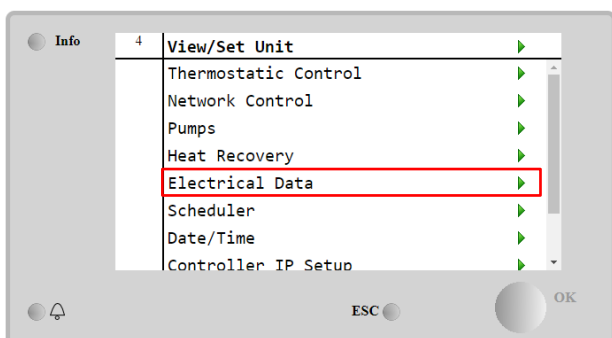 Info
4 View/Set Unit
Thermostatic Control
Network Control
Pumps
Heat Recovery
Electrical Data
Scheduler
Date/Time
Controller IP Setup
ESC
OK